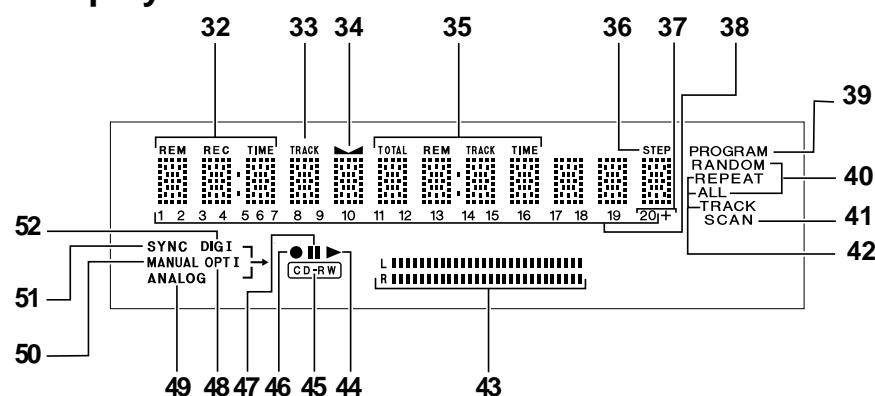 32 33 34 35 36 37 38
39
REM REC TIME TRACK TOTAL REM TRACK TIME STEP
PROGRAM
RANDOM
REPEAT
40
ALL
TRACK
41
SCAN
42
1 2 3 4 5 6 7 8 9 10 11 12 13 14 15 16 17 18 19 20 +
52
SYNC DIGI
51
MANUAL OPTI
50
ANALOG
CD-RW
L
R
49 48 47 46 45 44 43